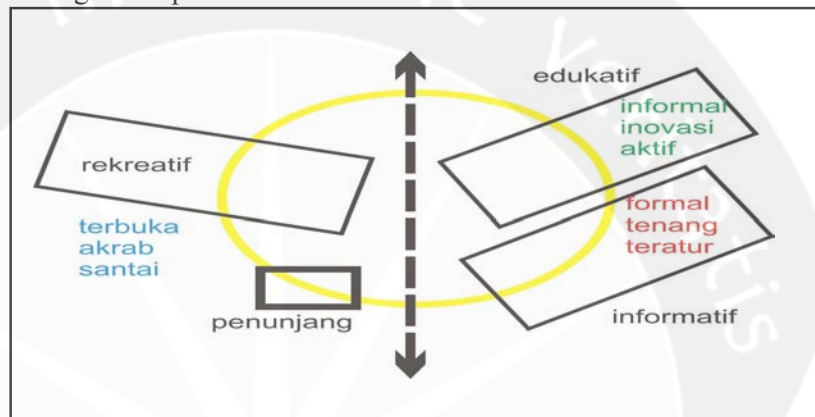 edukatif
informal
inovasi
aktif
rekreatif
formal
tenang
teratur
terbuka
akrab
santai
penunjang
informatif